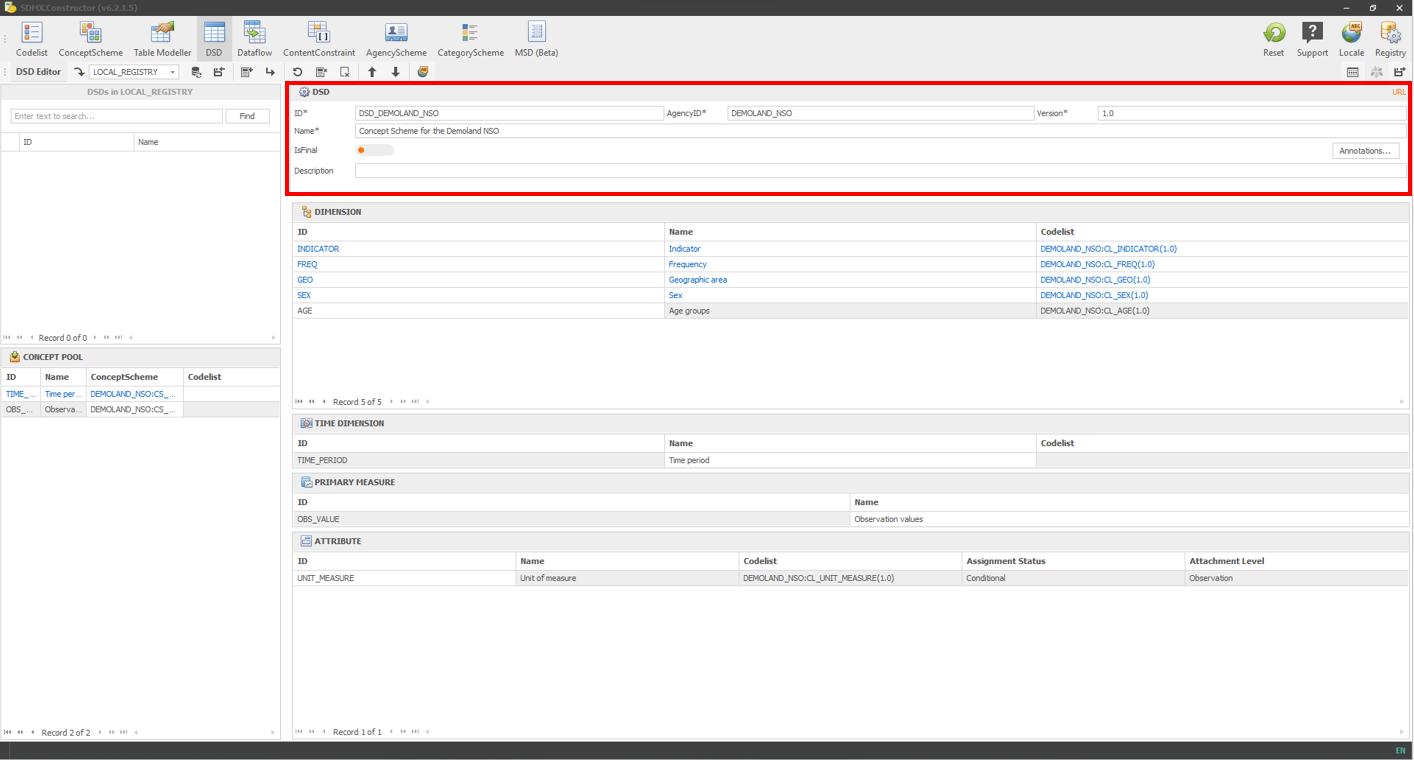 SDMX.Constructor (v6.2.1.5)
Codelist ConceptScheme Table Modeller DSD Dataflow ContentConstraint AgencyScheme CategoryScheme MSD (Beta) Reset Support Locale Registry
DSD Editor LOCAL_REGISTRY
DSDs in LOCAL_REGISTRY
Enter text to search... Find
ID Name
Record 0 of 0
CONCEPT POOL
ID Name ConceptScheme Codelist
TIME_... Time per... DEMOLAND_NSO:CS_...
OBS_... Observa... DEMOLAND_NSO:CS_...
Record 2 of 2
DSD URL
ID* DSD_DEMOLAND_NSO AgencyID* DEMOLAND_NSO Version* 1.0
Name* Concept Scheme for the Demoland NSO
IsFinal Annotations...
Description
DIMENSION
ID Name Codelist
INDICATOR Indicator DEMOLAND_NSO:CL_INDICATOR(1.0)
FREQ Frequency DEMOLAND_NSO:CL_FREQ(1.0)
GEO Geographic area DEMOLAND_NSO:CL_GEO(1.0)
SEX Sex DEMOLAND_NSO:CL_SEX(1.0)
AGE Age groups DEMOLAND_NSO:CL_AGE(1.0)
Record 5 of 5
TIME DIMENSION
ID Name Codelist
TIME_PERIOD Time period
PRIMARY MEASURE
ID Name
OBS_VALUE Observation values
ATTRIBUTE
ID Name Codelist Assignment Status Attachment Level
UNIT_MEASURE Unit of measure DEMOLAND_NSO:CL_UNIT_MEASURE(1.0) Conditional Observation
Record 1 of 1
EN